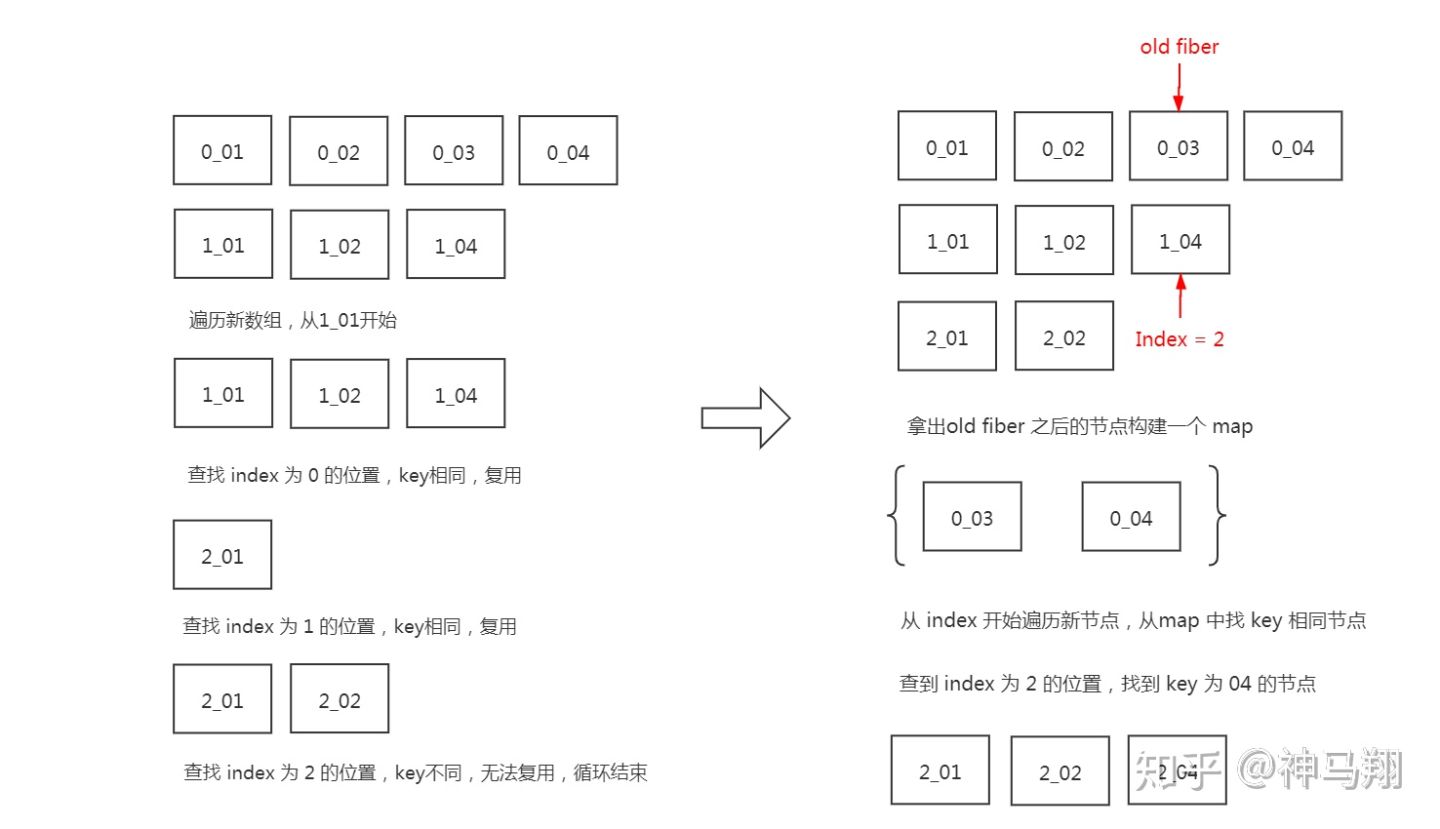 0_01 0_02 0_03 0_04
1_01 1_02 1_04
遍历新数组，从1_01开始
1_01 1_02 1_04
查找 index 为 0 的位置，key相同，复用
2_01
查找 index 为 1 的位置，key相同，复用
2_01 2_02
查找 index 为 2 的位置，key不同，无法复用，循环结束
old fiber
0_01 0_02 0_03 0_04
1_01 1_02 1_04
2_01 2_02 Index = 2
拿出old fiber 之后的节点构建一个 map
{ 0_03 0_04 }
从 index 开始遍历新节点，从map 中找 key 相同节点
查到 index 为 2 的位置，找到 key 为 04 的节点
2_01 2_02 2_04
知乎 @神马翔